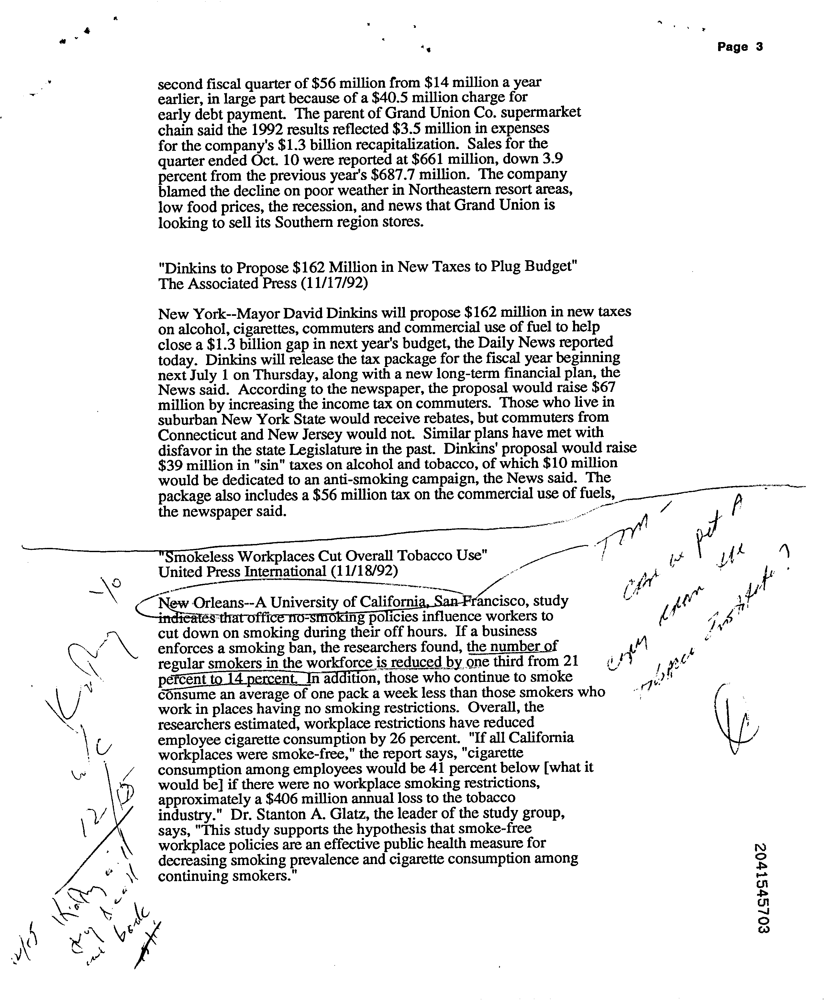 Page 3
second fiscal quarter of $56 million from $14 million a year
earlier, in large part because of a $40.5 million charge for
early debt payment. The parent of Grand Union Co. supermarket
chain said the 1992 results reflected $3.5 million in expenses
for the company's $1.3 billion recapitalization. Sales for the
quarter ended Oct. 10 were reported at $661 million, down 3.9
percent from the previous year's $687.7 million. The company
blamed the decline on poor weather in Northeastern resort areas,
low food prices, the recession, and news that Grand Union is
looking to sell its Southern region stores.
"Dinkins to Propose $162 Million in New Taxes to Plug Budget"
The Associated Press (11/17/92)
New York--Mayor David Dinkins will propose $162 million in new taxes
on alcohol, cigarettes, commuters and commercial use of fuel to help
close a $1.3 billion gap in next year's budget, the Daily News reported
today. Dinkins will release the tax package for the fiscal year beginning
next July 1 on Thursday, along with a new long-term financial plan, the
News said. According to the newspaper, the proposal would raise $67
million by increasing the income tax on commuters. Those who live in
suburban New York State would receive rebates, but commuters from
Connecticut and New Jersey would not. Similar plans have met with
disfavor in the state Legislature in the past. Dinkins' proposal would raise
$39 million in "sin" taxes on alcohol and tobacco, of which $10 million
would be dedicated to an anti-smoking campaign, the News said. The
package also includes a $56 million tax on the commercial use of fuels,
the newspaper said.
"Smokeless Workplaces Cut Overall Tobacco Use"
United Press International (11/18/92)
New Orleans--A University of California, San Francisco, study
indicates that office no-smoking policies influence workers to
cut down on smoking during their off hours. If a business
enforces a smoking ban, the researchers found, the number of
regular smokers in the workforce is reduced by one third from 21
percent to 14 percent. In addition, those who continue to smoke
consume an average of one pack a week less than those smokers who
work in places having no smoking restrictions. Overall, the
researchers estimated, workplace restrictions have reduced
employee cigarette consumption by 26 percent. "If all California
workplaces were smoke-free," the report says, "cigarette
consumption among employees would be 41 percent below [what it
would be] if there were no workplace smoking restrictions,
approximately a $406 million annual loss to the tobacco
industry." Dr. Stanton A. Glatz, the leader of the study group,
says, "This study supports the hypothesis that smoke-free
workplace policies are an effective public health measure for
decreasing smoking prevalence and cigarette consumption among
continuing smokers."
Tom -
Can we get a
copy from the
Tobacco Institute?
Kathy
12/15
Kathy will
call
me back
2041545703